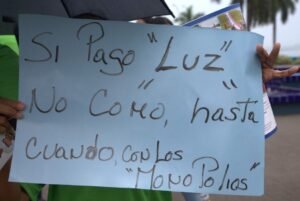 Si Pago "Luz"
No Como, hasta
cuando, con los
"Monopolios"